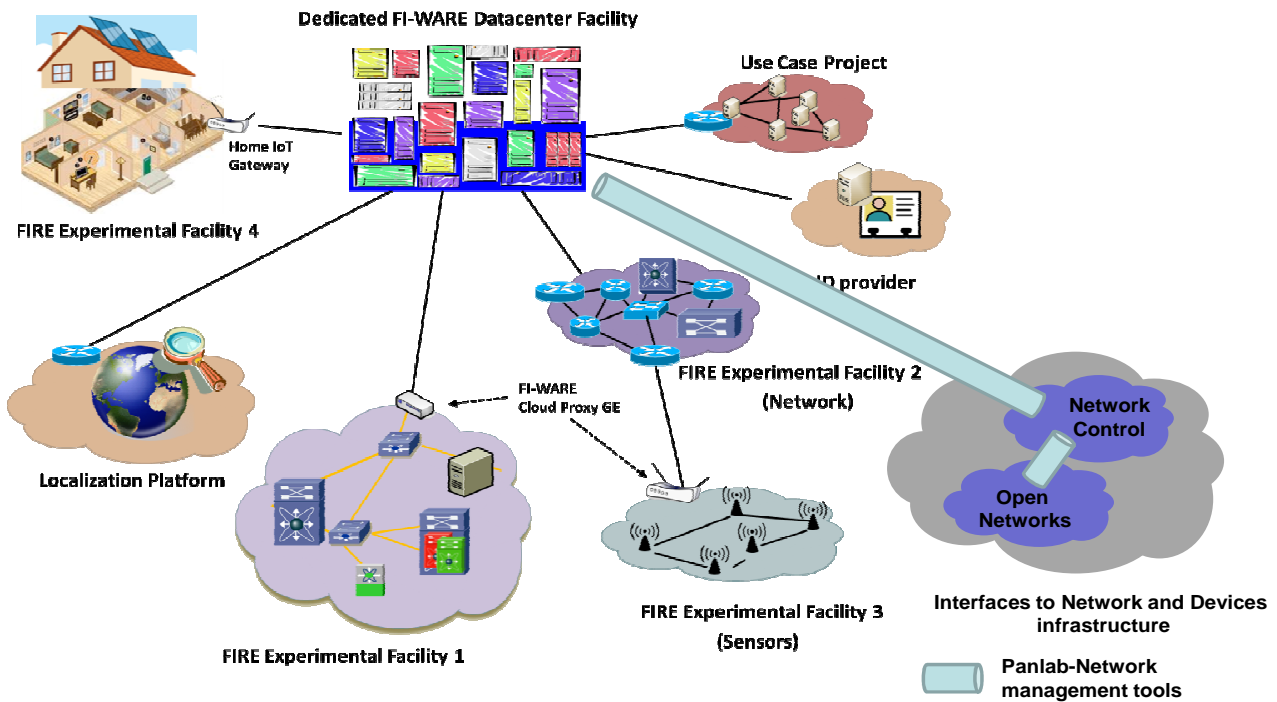 Dedicated FI-WARE Datacenter Facility
Use Case Project
Home IoT
Gateway
FIRE Experimental Facility 4
ID provider
FIRE Experimental Facility 2
(Network)
FI-WARE
Cloud Proxy GE
Network
Control
Localization Platform
Open
Networks
Interfaces to Network and Devices
infrastructure
FIRE Experimental Facility 3
(Sensors)
FIRE Experimental Facility 1
Panlab-Network
management tools